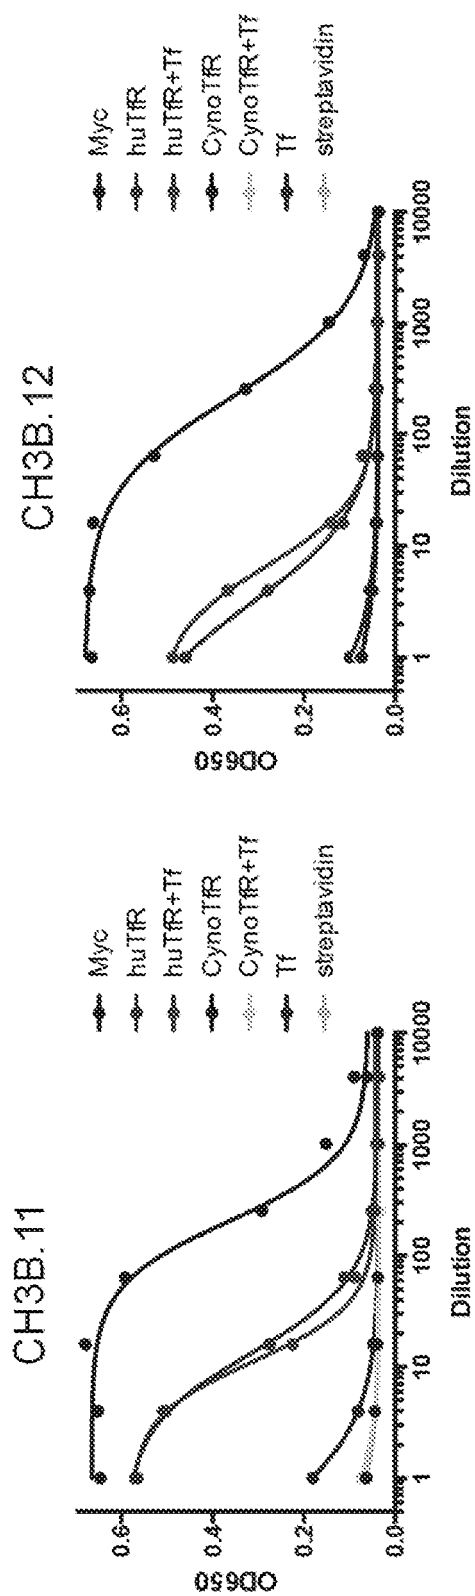 CH3B.11
OD650
0.6
0.4
0.2
0.0
1
10
100
1000
10000
Dilution
Myc
huTfR
huTfR+Tf
CynoTfR
CynoTfR+Tf
Tf
streptavidin
CH3B.12
OD650
0.6
0.4
0.2
0.0
1
10
100
1000
10000
Dilution
Myc
huTfR
huTfR+Tf
CynoTfR
CynoTfR+Tf
Tf
streptavidin